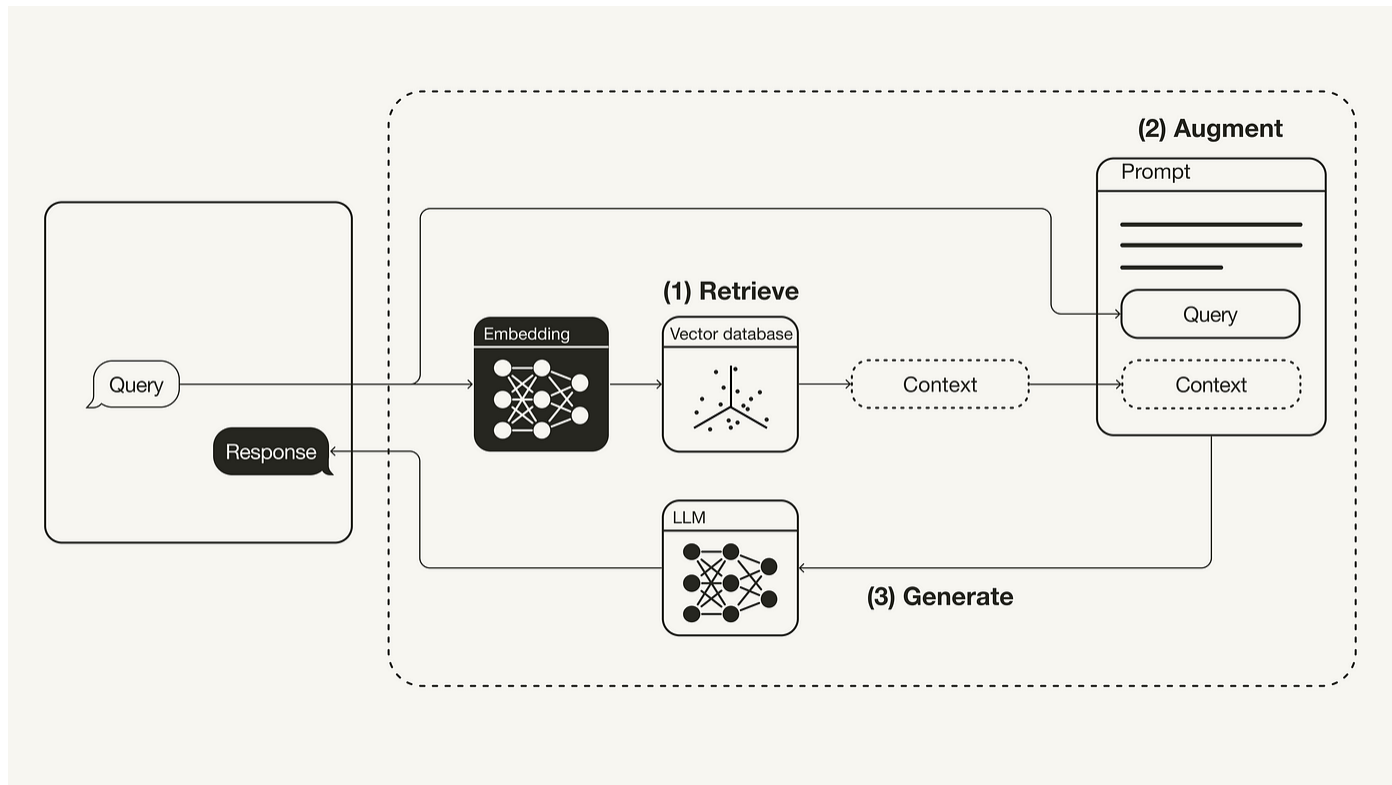 (2) Augment
Prompt
(1) Retrieve
Query
Embedding
Vector database
Query
Context
Context
Response
LLM
(3) Generate